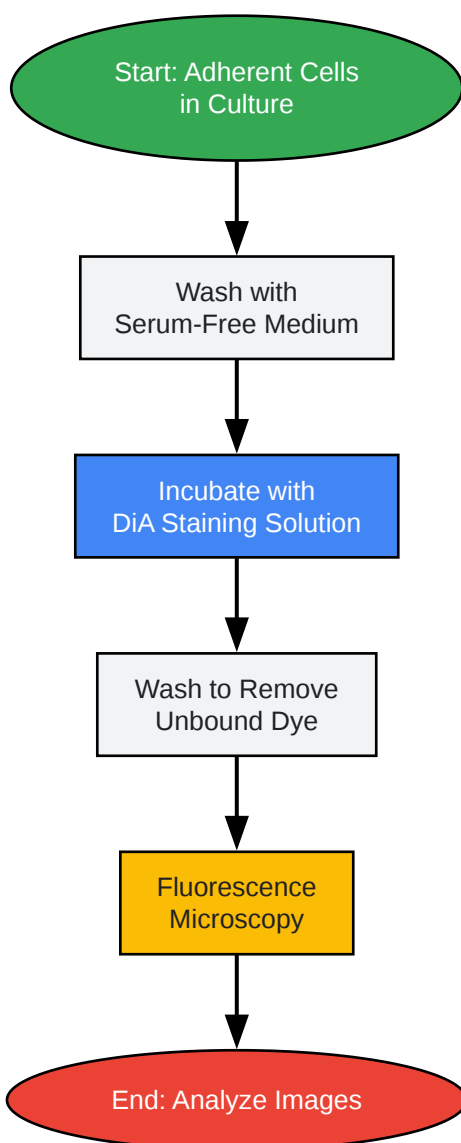 Start: Adherent Cells
in Culture
Wash with
Serum-Free Medium
Incubate with
DiA Staining Solution
Wash to Remove
Unbound Dye
Fluorescence
Microscopy
End: Analyze Images